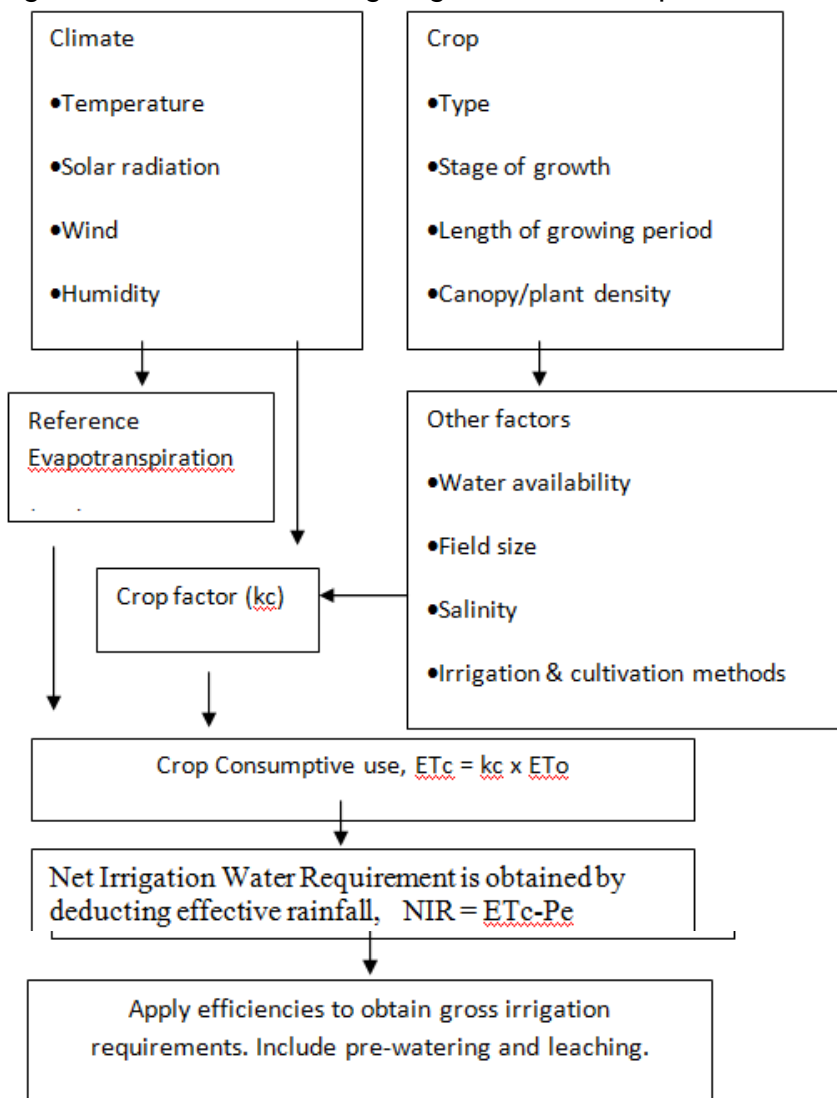 Climate
•Temperature
•Solar radiation
•Wind
•Humidity
Crop
•Type
•Stage of growth
•Length of growing period
•Canopy/plant density
Reference
Evapotranspiration
Other factors
•Water availability
•Field size
•Salinity
•Irrigation & cultivation methods
Crop factor (kc)
Crop Consumptive use, ETc = kc x ETo
Net Irrigation Water Requirement is obtained by
deducting effective rainfall, NIR = ETc-Pe
Apply efficiencies to obtain gross irrigation
requirements. Include pre-watering and leaching.